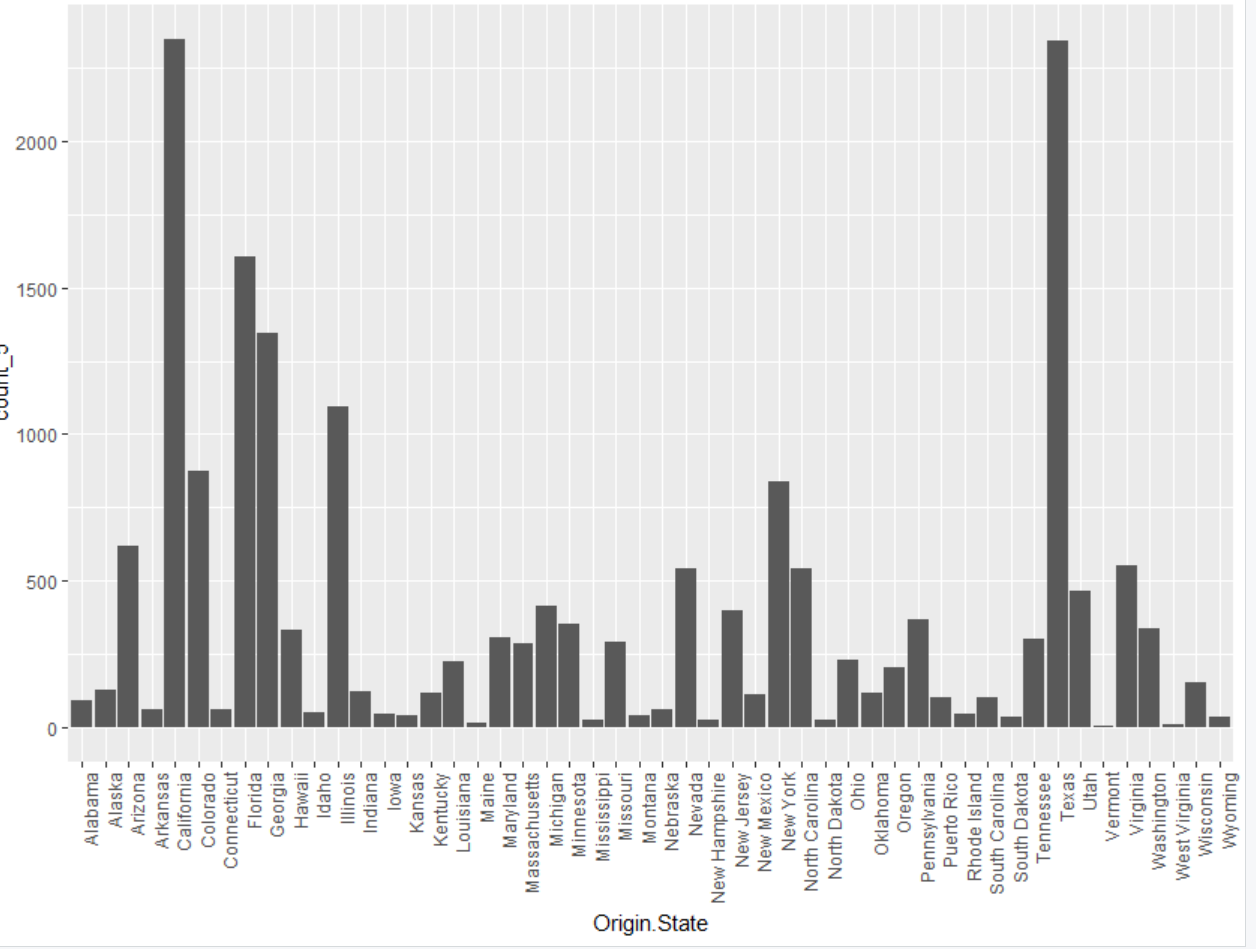 2000
1500
1000
500
0
Alabama
Alaska
Arizona
Arkansas
California
Colorado
Connecticut
Florida
Georgia
Hawaii
Idaho
Illinois
Indiana
Iowa
Kansas
Kentucky
Louisiana
Maine
Maryland
Massachusetts
Michigan
Minnesota
Mississippi
Missouri
Montana
Nebraska
Nevada
New Hampshire
New Jersey
New Mexico
New York
North Carolina
North Dakota
Ohio
Oklahoma
Oregon
Pennsylvania
Puerto Rico
Rhode Island
South Carolina
South Dakota
Tennessee
Texas
Utah
Vermont
Virginia
Washington
West Virginia
Wisconsin
Wyoming
Origin.State